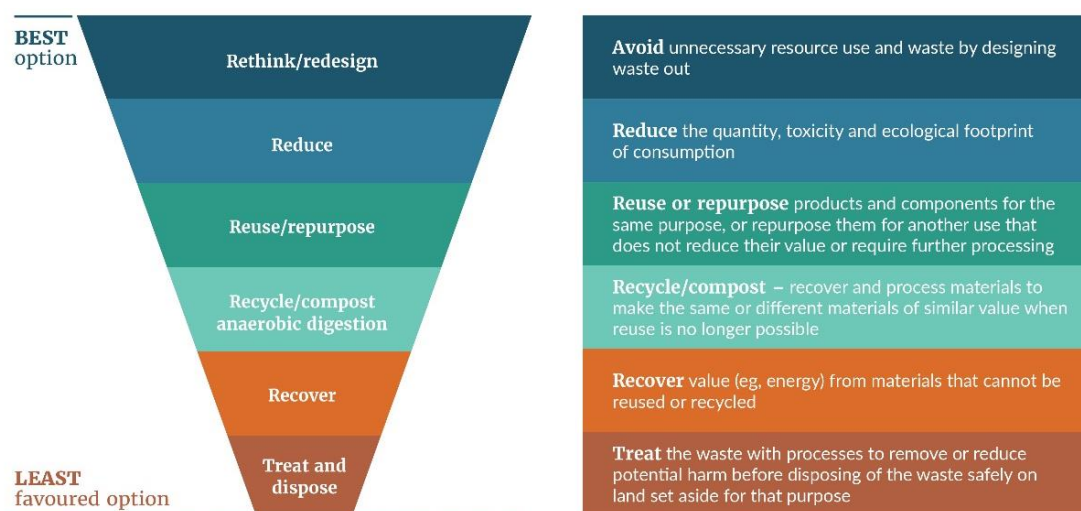 BEST
option
Rethink/redesign
Avoid unnecessary resource use and waste by designing
waste out
Reduce
Reduce the quantity, toxicity and ecological footprint
of consumption
Reuse/repurpose
Reuse or repurpose products and components for the
same purpose, or repurpose them for another use that
does not reduce their value or require further processing
Recycle/compost
anaerobic digestion
Recycle/compost – recover and process materials to
make the same or different materials of similar value when
reuse is no longer possible
Recover
Recover value (eg, energy) from materials that cannot be
reused or recycled
LEAST
favoured option
Treat and
dispose
Treat the waste with processes to remove or reduce
potential harm before disposing of the waste safely on
land set aside for that purpose